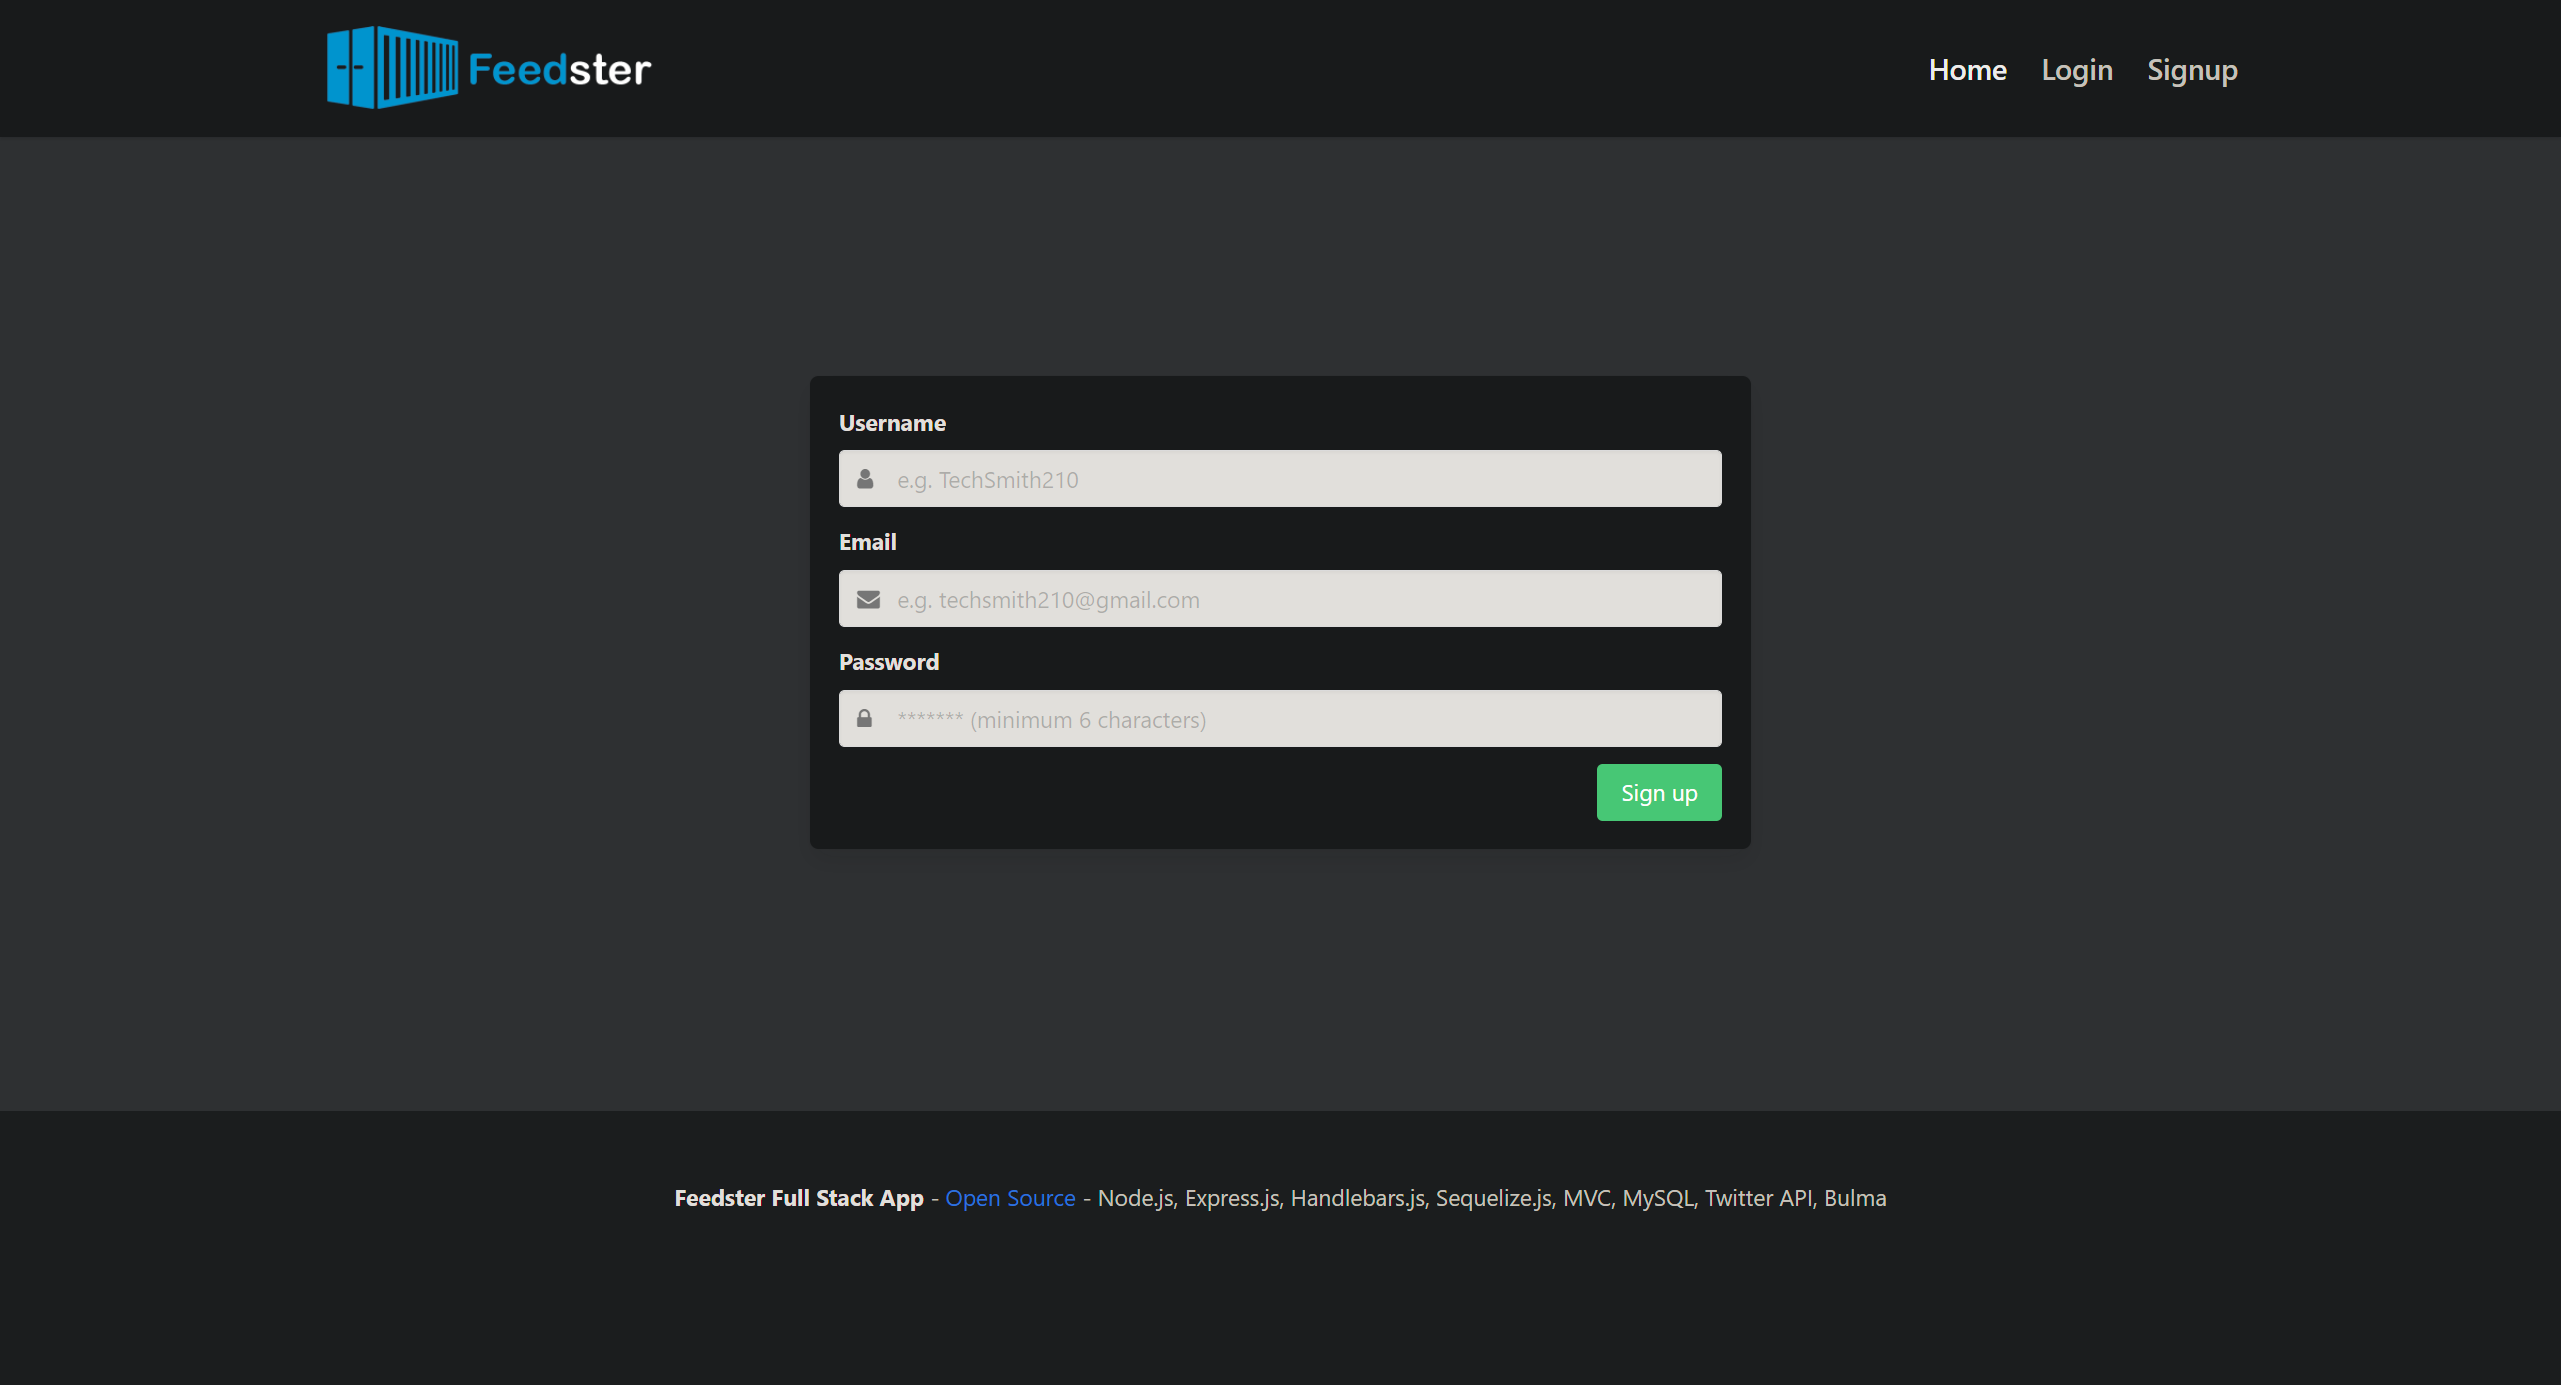 Feedster
Home Login Signup
Username
e.g. TechSmith210
Email
e.g. techsmith210@gmail.com
Password
******* (minimum 6 characters)
Sign up
Feedster Full Stack App - Open Source - Node.js, Express.js, Handlebars.js, Sequelize.js, MVC, MySQL, Twitter API, Bulma